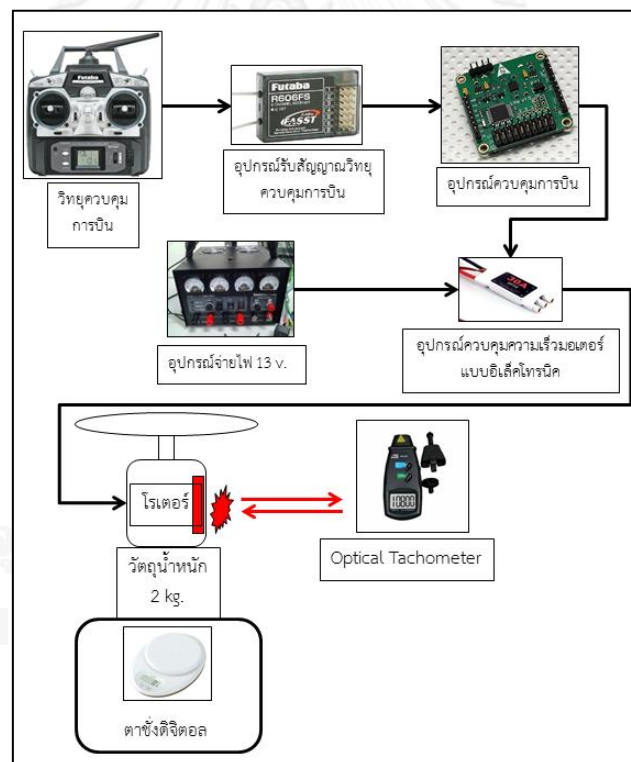 Futaba
Futaba
R606FS
FASST
30A
วิทยุควบคุม
การบิน
อุปกรณ์รับสัญญาณวิทยุ
ควบคุมการบิน
อุปกรณ์ควบคุมการบิน
อุปกรณ์จ่ายไฟ 13 v.
อุปกรณ์ควบคุมความเร็วมอเตอร์
แบบอิเล็คโทรนิค
โรเตอร์
Optical Tachometer
วัตถุน้ำหนัก
2 kg.
ตาชั่งดิจิตอล